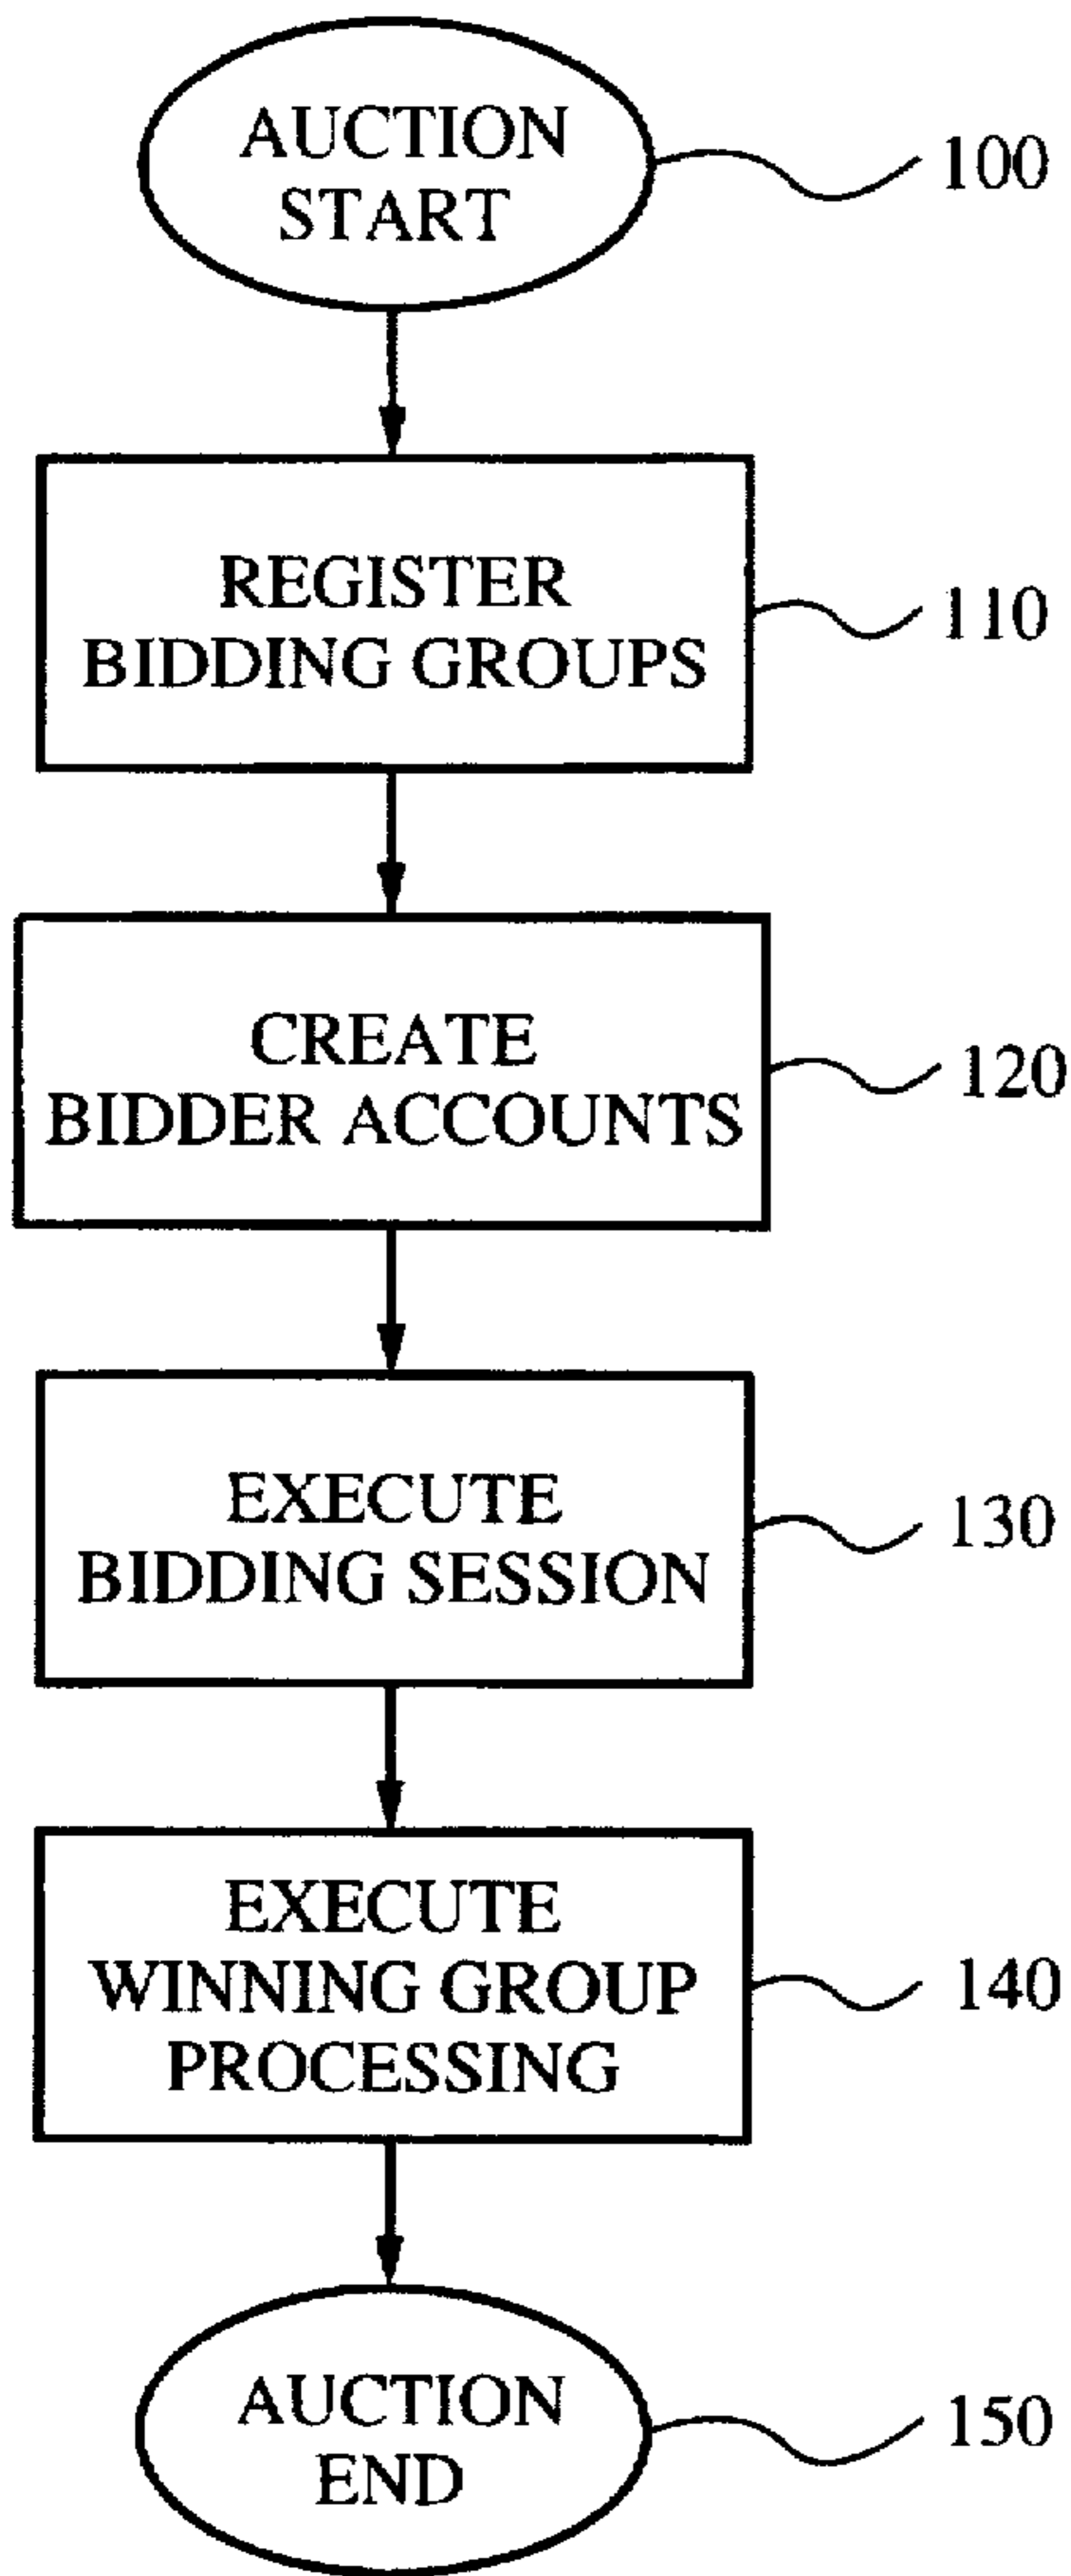 AUCTION
START
100
REGISTER
BIDDING GROUPS
110
CREATE
BIDDER ACCOUNTS
120
EXECUTE
BIDDING SESSION
130
EXECUTE
WINNING GROUP
PROCESSING
140
AUCTION
END
150